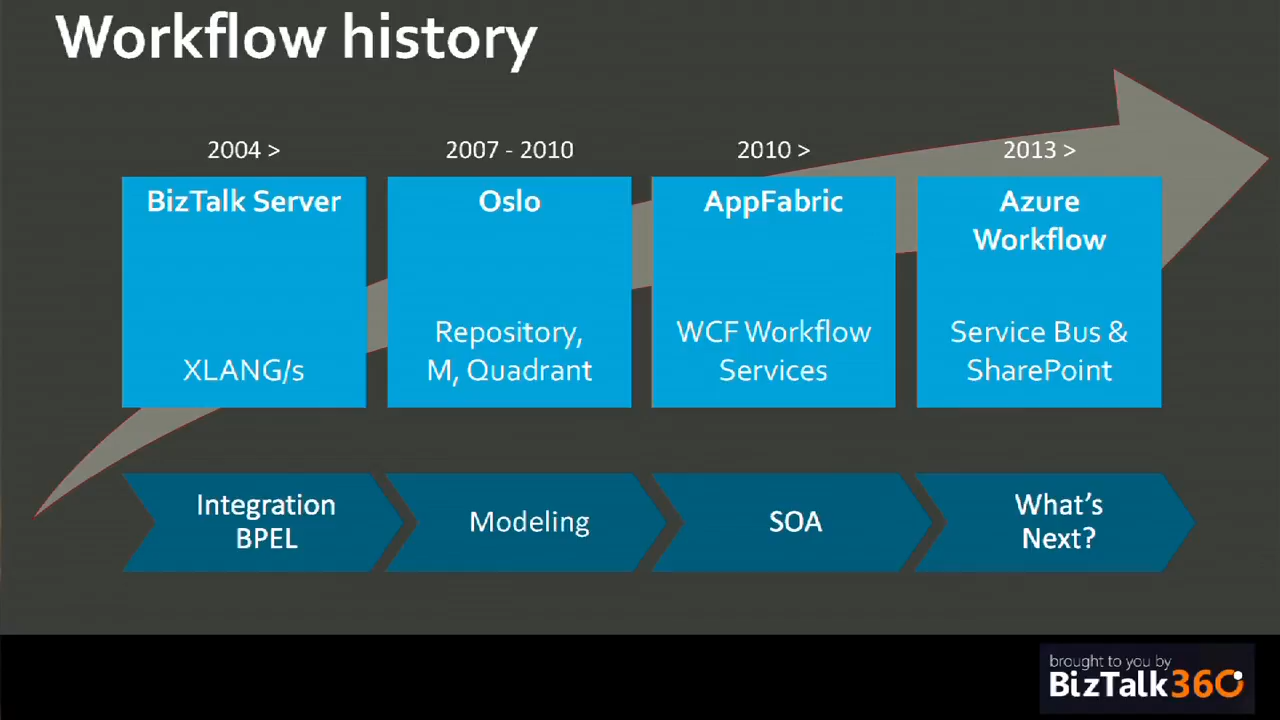 Workflow history
2004 >
BizTalk Server
XLANG/s
2007 - 2010
Oslo
Repository,
M, Quadrant
2010 >
AppFabric
WCF Workflow
Services
2013 >
Azure
Workflow
Service Bus &
SharePoint
Integration
BPEL
Modeling
SOA
What's
Next?
brought to you by
BizTalk360